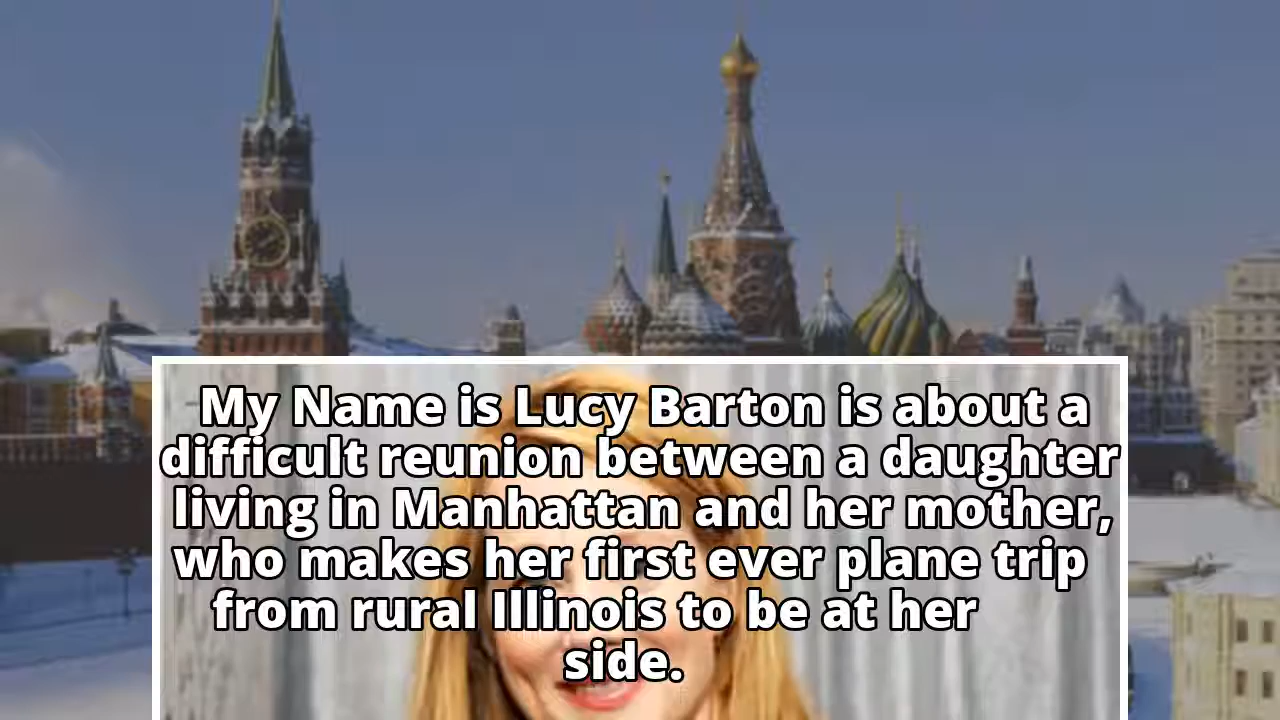 My Name is Lucy Barton is about a
difficult reunion between a daughter
living in Manhattan and her mother,
who makes her first ever plane trip
from rural Illinois to be at her
side.